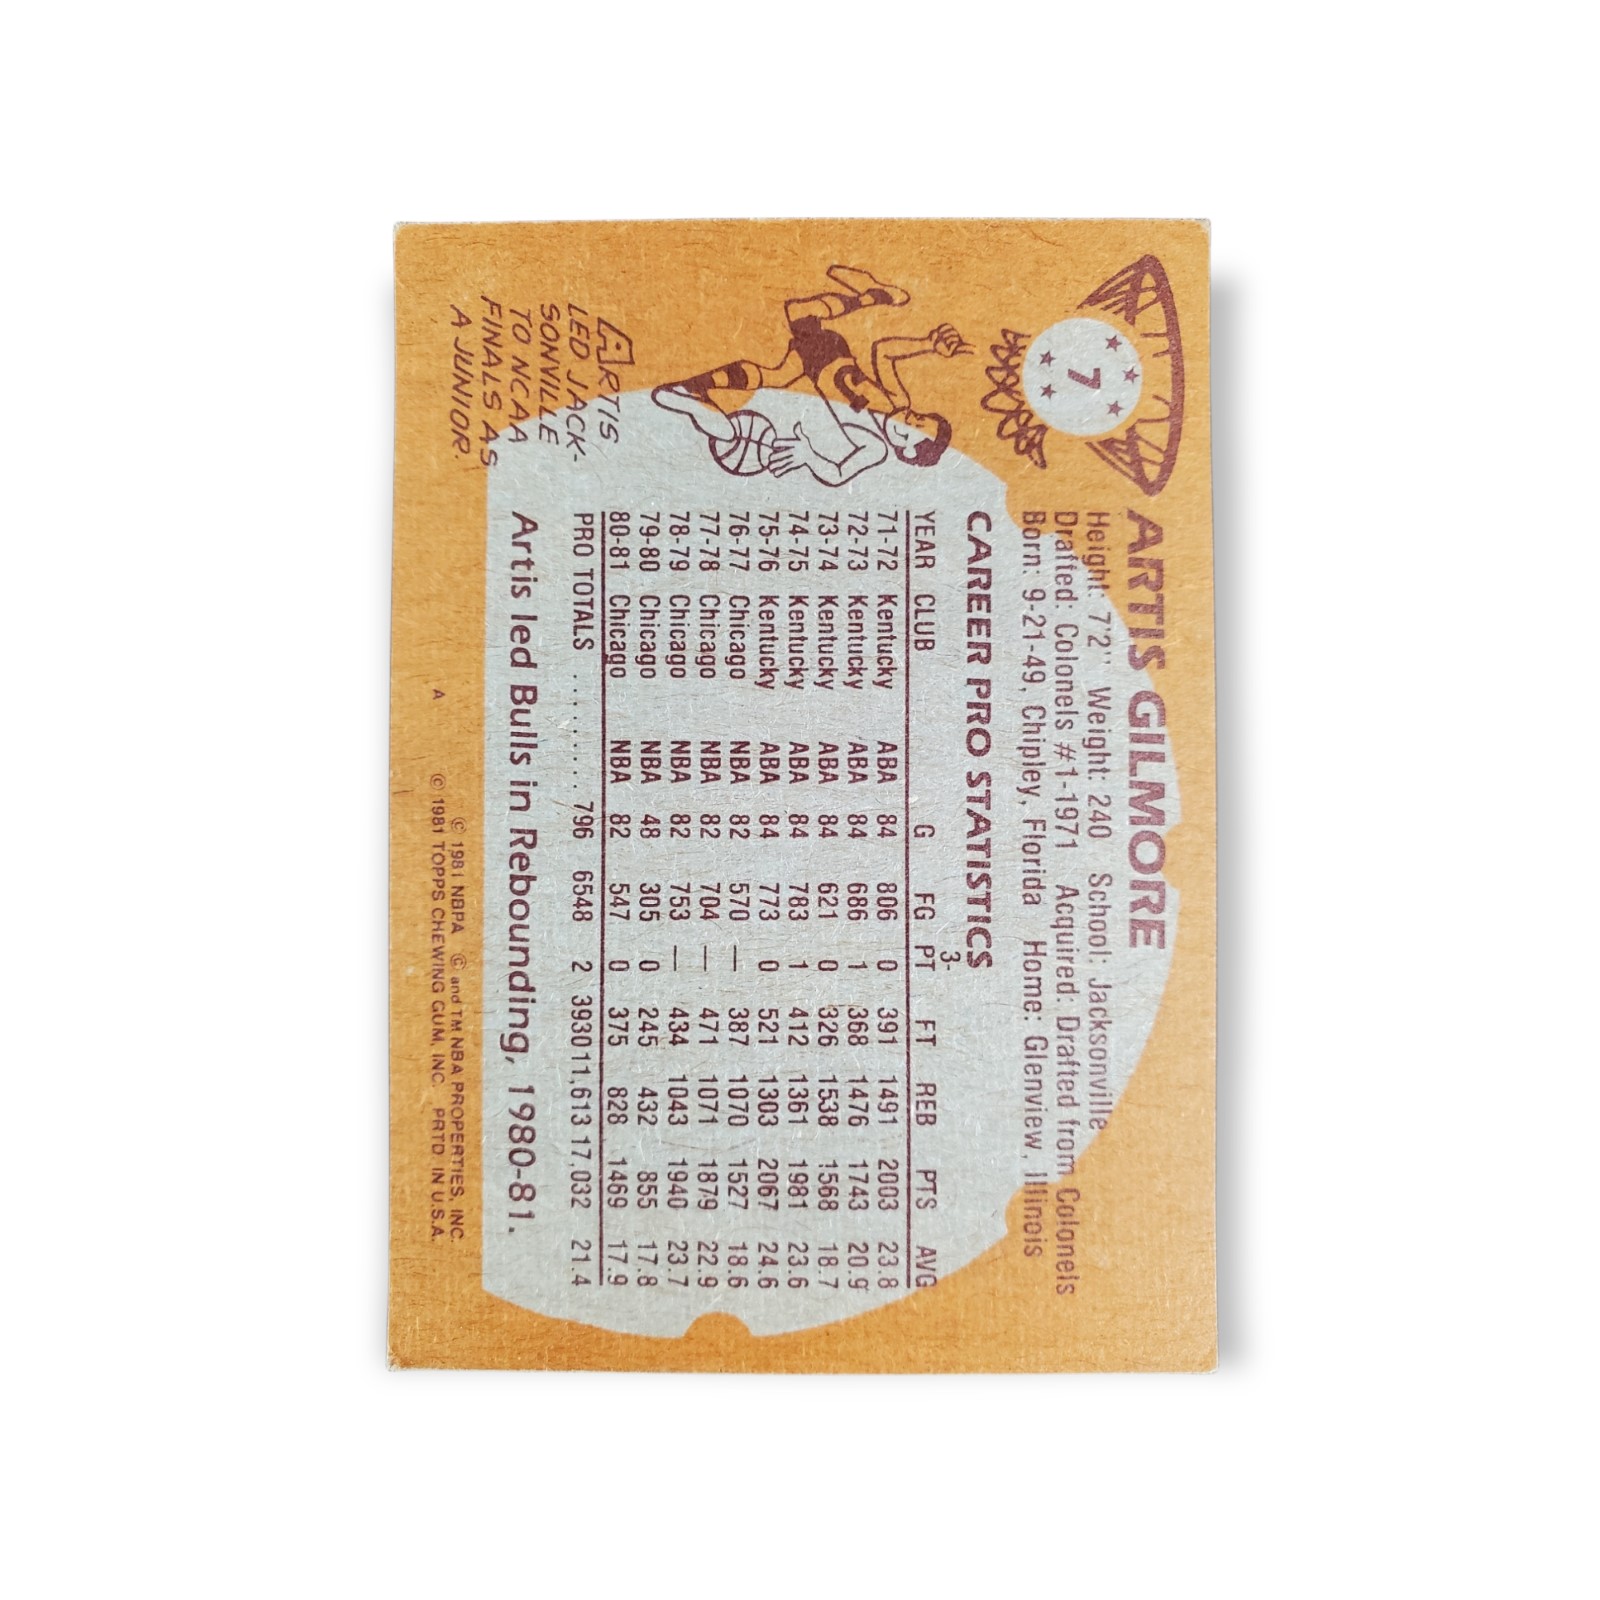 7
ARTIS GILMORE
Height: 7'2" Weight: 240 School: Jacksonville
Drafted: Colonels #1-1971 Acquired: Drafted from Colonels
Born: 9-21-49, Chipley, Florida Home: Glenview, Illinois
CAREER PRO STATISTICS
3-
YEAR CLUB G FG PT FT REB PTS AVG
71-72 Kentucky ABA 84 806 0 391 1491 2003 23.8
72-73 Kentucky ABA 84 686 1 368 1476 1743 20.9
73-74 Kentucky ABA 84 621 0 326 1538 1568 18.7
74-75 Kentucky ABA 84 783 1 412 1361 1981 23.6
75-76 Kentucky ABA 84 773 0 521 1303 2067 24.6
76-77 Chicago NBA 82 570 — 387 1070 1527 18.6
77-78 Chicago NBA 82 704 — 471 1071 1879 22.9
78-79 Chicago NBA 82 753 — 434 1043 1940 23.7
79-80 Chicago NBA 48 305 0 245 432 855 17.8
80-81 Chicago NBA 82 547 0 375 828 1469 17.9
PRO TOTALS .......... 796 6548 2 3930 11,613 17,032 21.4
Artis led Bulls in Rebounding, 1980-81.
C
ARTIS
LED JACK-
SONVILLE
TO NCAA
FINALS AS
A JUNIOR.
© 1981 NBPA © and TM NBA PROPERTIES, INC.
A © 1981 TOPPS CHEWING GUM, INC. PRTD IN U.S.A.